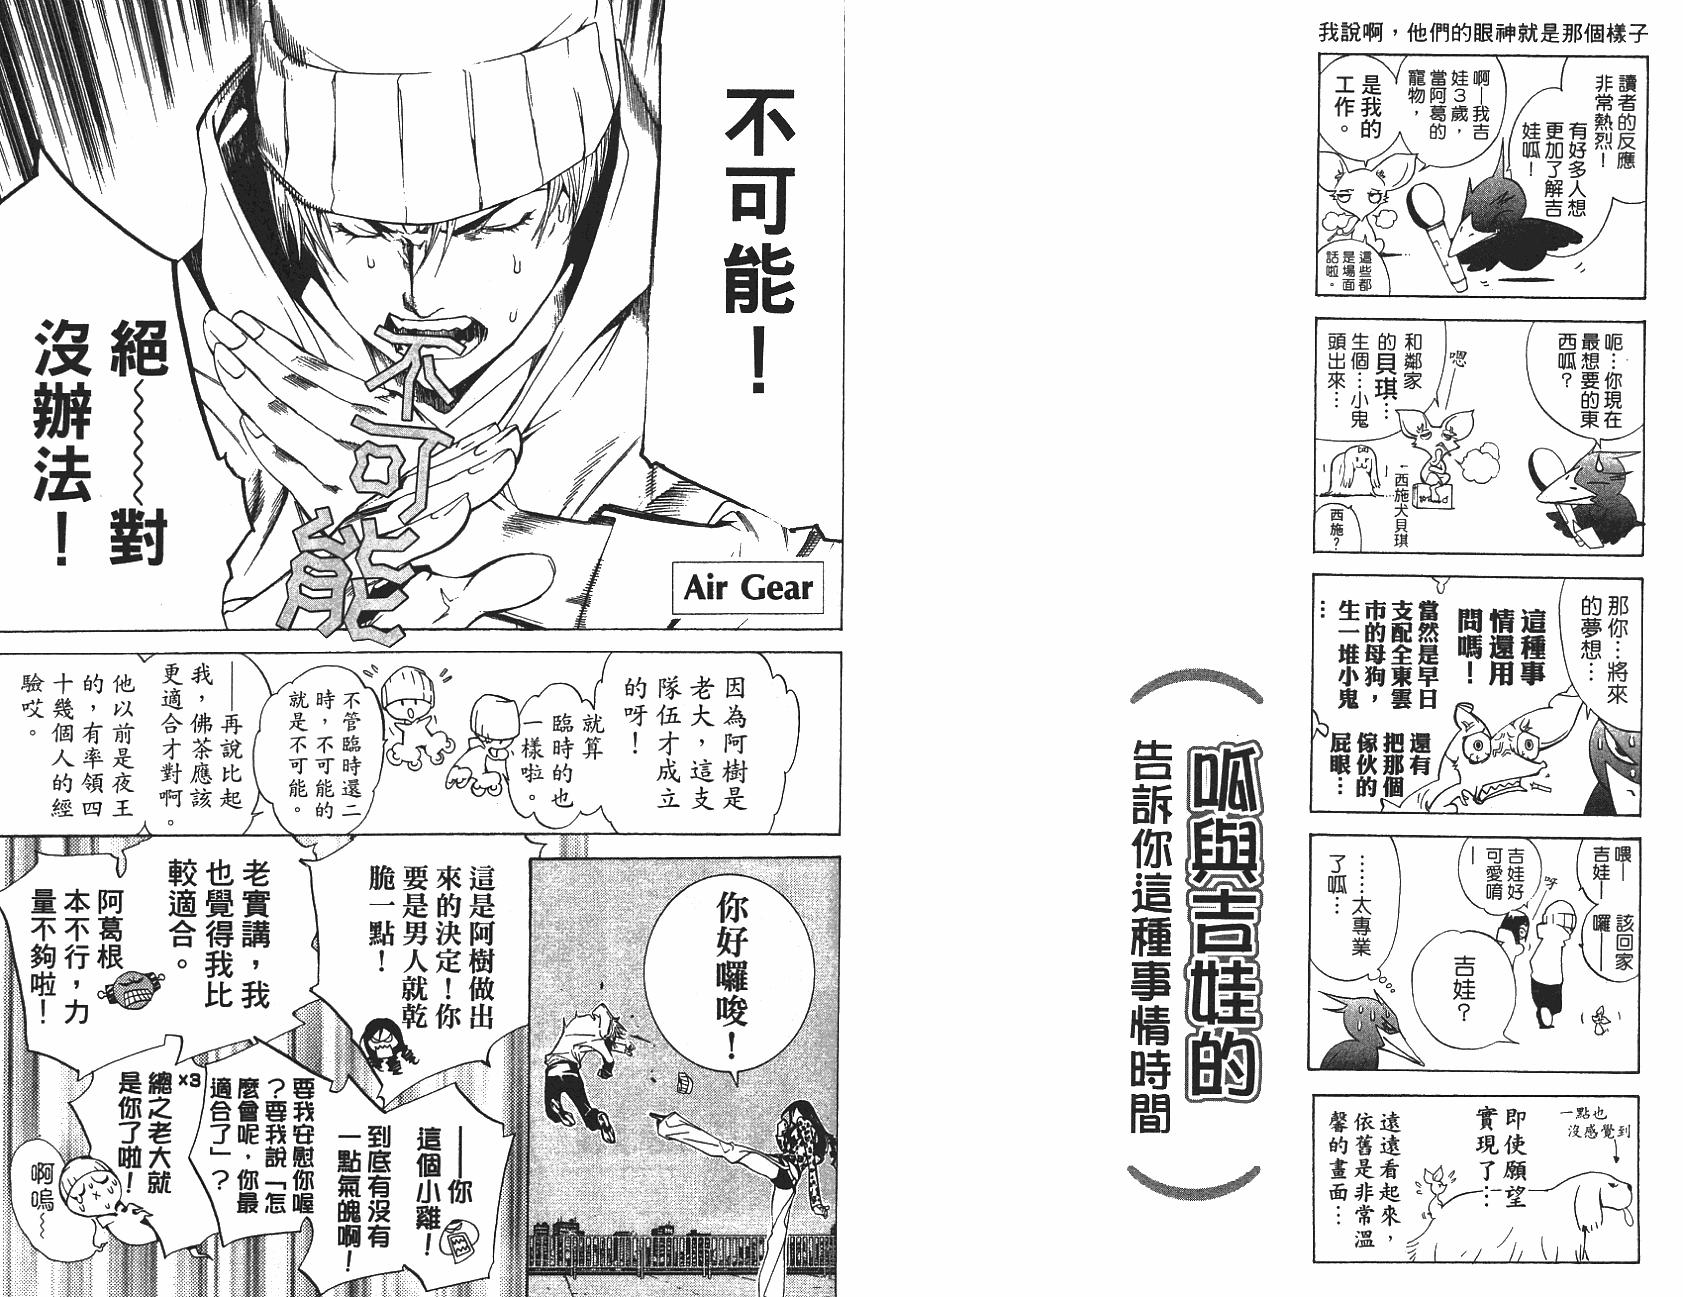 我說啊，他們的眼神就是那個樣子
讀者的反應
非常熱烈！
有好多人想
更加了解吉
娃呱！
啊─我吉
娃3歲，
當阿葛的
寵物，
是我的
工作。
這些都
是場面
話啦。
呃…你現在
最想要的東
西呱？
嗯
和鄰家
的貝琪…
生個…小鬼
頭出來…
←西施犬貝琪
西施？
那你…將來
的夢想…
這種事
情還用
問嗎！
當然是早日
支配全東雲
市的母狗，
生一堆小鬼
…
還有
把那個
傢伙的
屁眼…
喂─
吉娃─
該回家
囉──
呀
吉娃好
可愛唷
─
吉娃？
……太專業
了呱…
一點也
沒感覺到
即使願望
實現了…
遠遠看起來，
依舊是非常溫
馨的畫面…
（呱與吉娃的
告訴你這種事情時間）
不可能！
不可能
絕～～對
沒辦法！
Air Gear
因為阿樹是
老大，這支
隊伍才成立
的呀！
就算
臨時的也
一樣啦。
不管臨時還二
時，不可能的
就是不可能。
──再說比起
我，佛茶應該
更適合才對啊。
他以前是夜王
的，有率領四
十幾個人的經
驗哎。
你好囉唆！
這是阿樹做出
來的決定！你
要是男人就乾
脆一點！
老實講，我
也覺得我比
較適合。
阿葛根
本不行，力
量不夠啦！
──你
這個小雞！
到底有沒有
一點氣魄啊！
要我安慰你喔
？要我說「怎
麼會呢，你最
適合了」？
x3
總之老大就
是你了啦！
啊嗚～